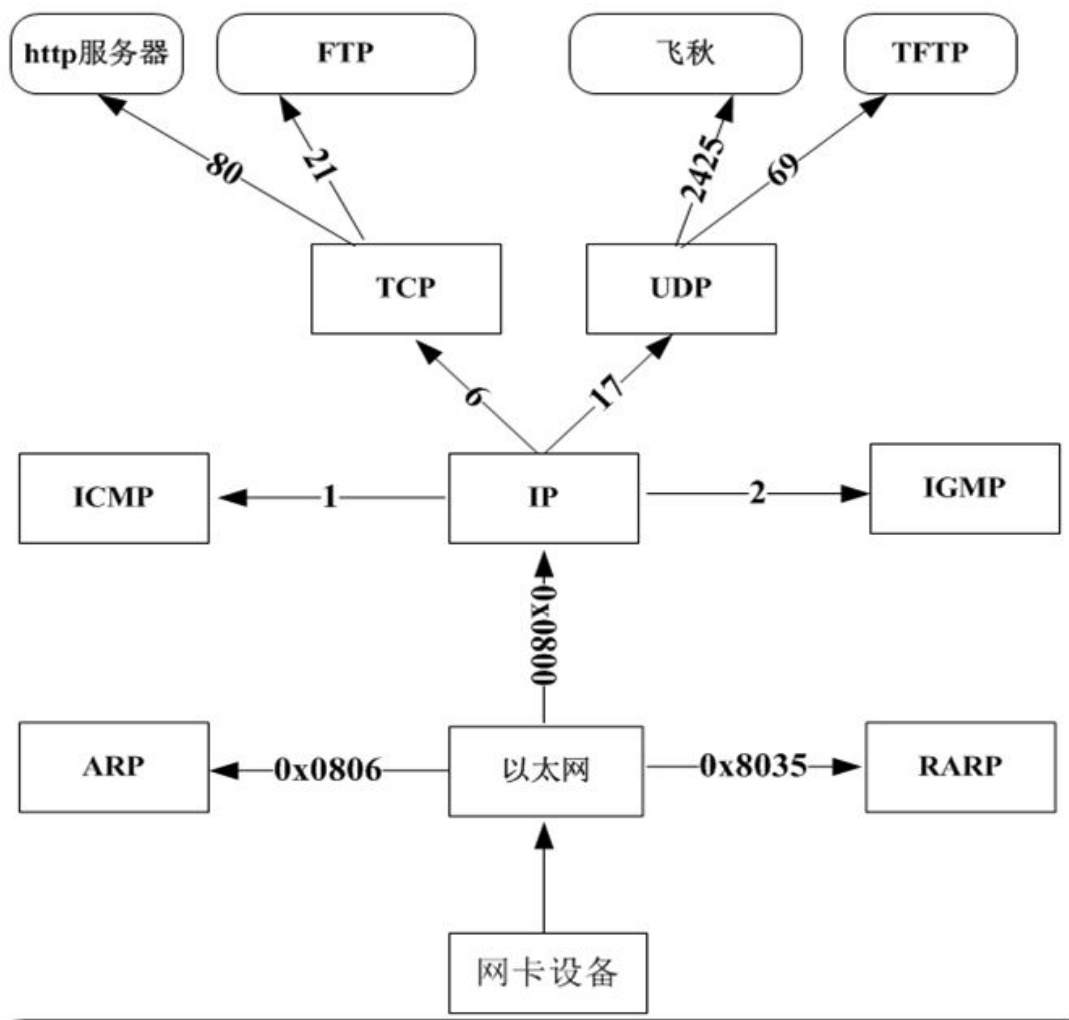 http服务器
FTP
飞秋
TFTP
80
21
2425
69
TCP
UDP
6
17
ICMP
1
IP
2
IGMP
0x0800
ARP
0x0806
以太网
0x8035
RARP
网卡设备